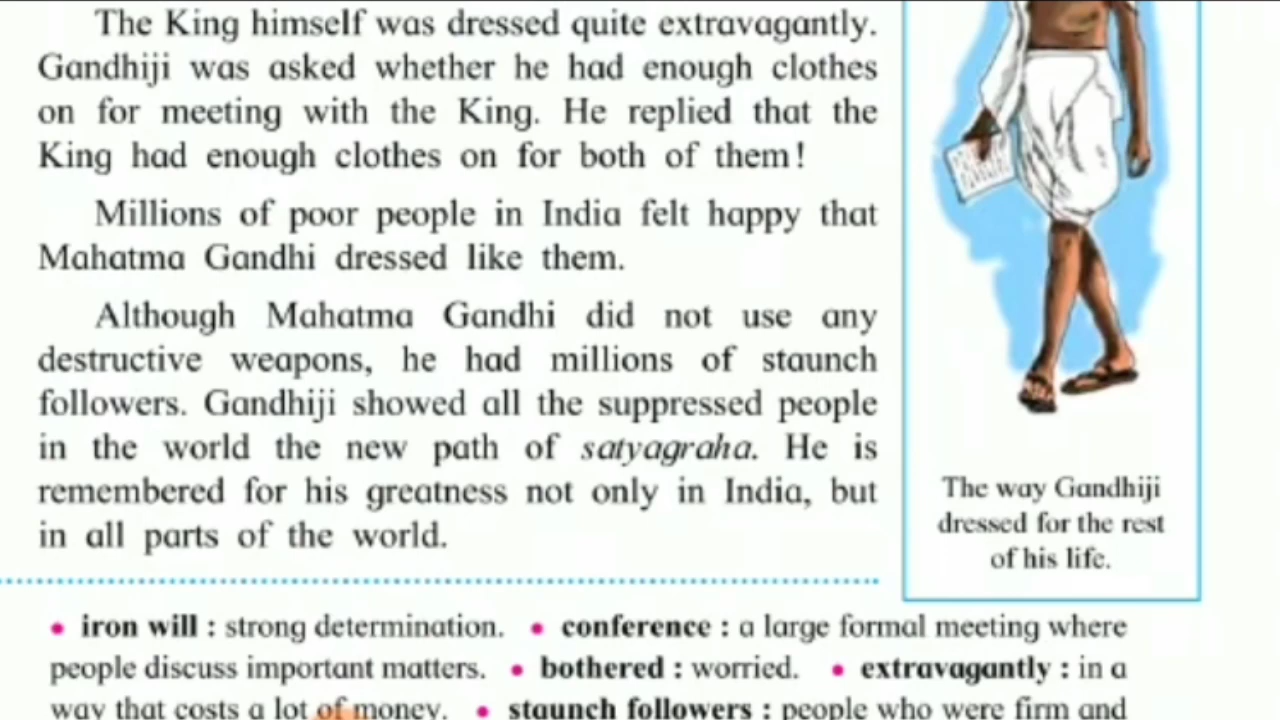 The King himself was dressed quite extravagantly.
Gandhiji was asked whether he had enough clothes
on for meeting with the King. He replied that the
King had enough clothes on for both of them!
Millions of poor people in India felt happy that
Mahatma Gandhi dressed like them.
Although Mahatma Gandhi did not use any
destructive weapons, he had millions of staunch
followers. Gandhiji showed all the suppressed people
in the world the new path of satyagraha. He is
remembered for his greatness not only in India, but
in all parts of the world.
The way Gandhiji
dressed for the rest
of his life.
• iron will : strong determination. • conference : a large formal meeting where
people discuss important matters. • bothered : worried. • extravagantly : in a
way that costs a lot of money. • staunch followers : people who were firm and